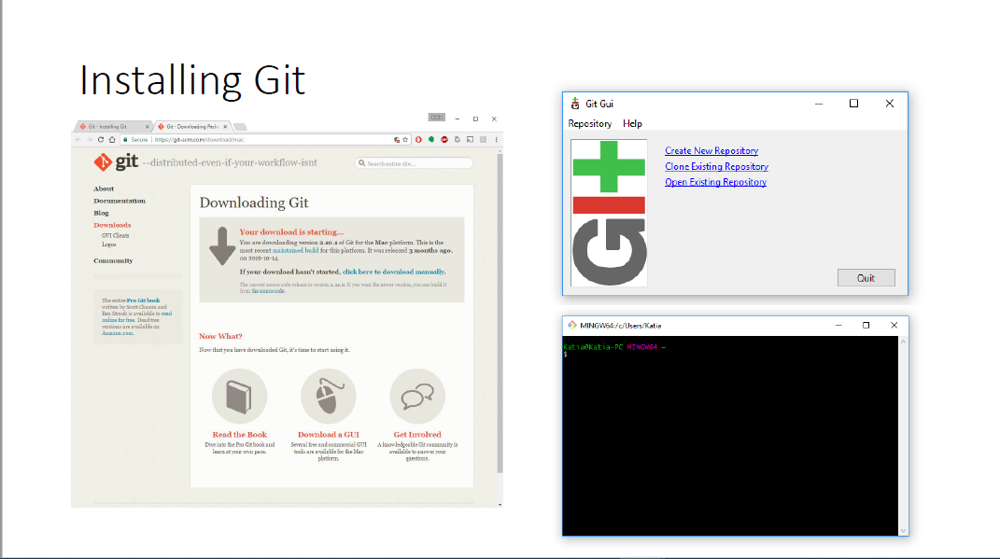 Installing Git
Git - Installing Git
Git - Downloading Packa
Secure https://git-scm.com/download/mac
git --distributed-even-if-your-workflow-isnt
Search entire site...
About
Documentation
Blog
Downloads
GUI Clients
Logos
Community
The entire Pro Git book
written by Scott Chacon and
Ben Straub is available to read
online for free. Dead tree
versions are available on
Amazon.com.
Downloading Git
Your download is starting...
You are downloading version 2.10.1 of Git for the Mac platform. This is the
most recent maintained build for this platform. It was released 3 months ago,
on 2016-10-14.
If your download hasn't started, click here to download manually.
The current source code release is version 2.11.0. If you want the newer version, you can build it
from the source code.
Now What?
Now that you have downloaded Git, it's time to start using it.
Read the Book
Dive into the Pro Git book and
learn at your own pace.
Download a GUI
Several free and commercial GUI
tools are available for the Mac
platform.
Get Involved
A knowledgeable Git community is
available to answer your
questions.
Git Gui
Repository Help
GIT
Create New Repository
Clone Existing Repository
Open Existing Repository
Quit
MINGW64:/c/Users/Katia
Katia@Katia-PC MINGW64 ~
$